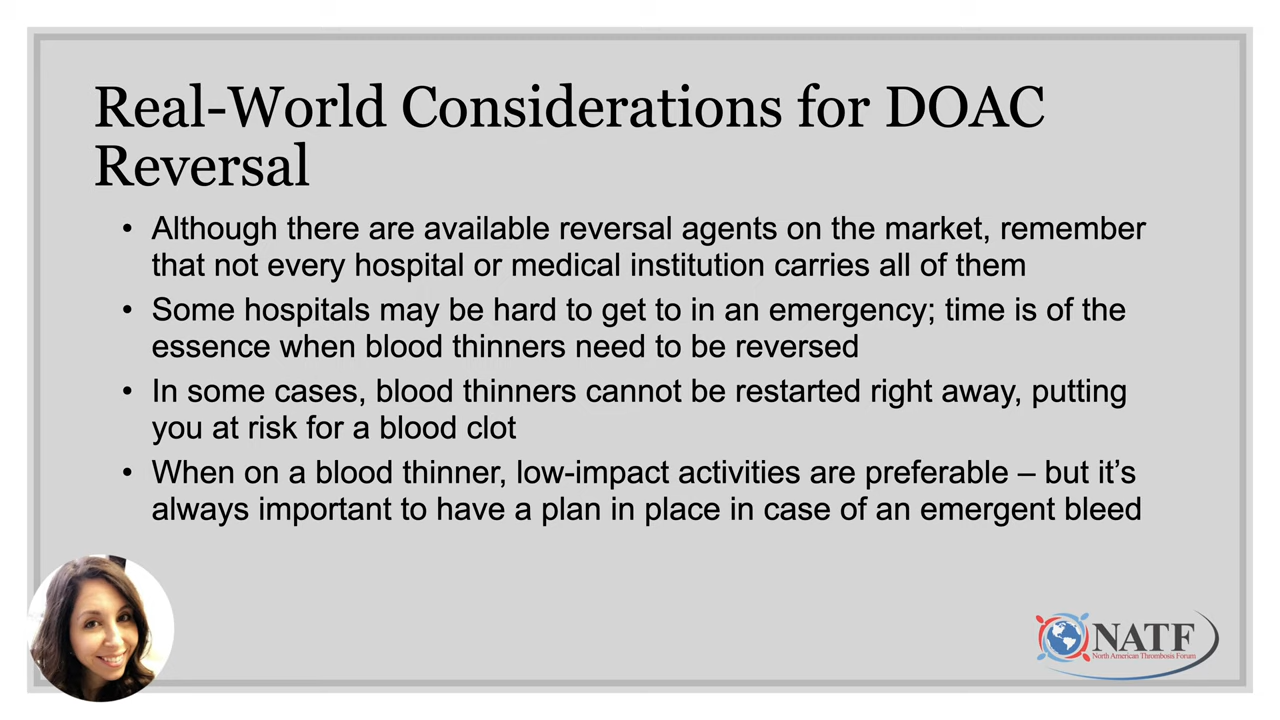 Real-World Considerations for DOAC
Reversal
• Although there are available reversal agents on the market, remember
that not every hospital or medical institution carries all of them
• Some hospitals may be hard to get to in an emergency; time is of the
essence when blood thinners need to be reversed
• In some cases, blood thinners cannot be restarted right away, putting
you at risk for a blood clot
• When on a blood thinner, low-impact activities are preferable – but it’s
always important to have a plan in place in case of an emergent bleed
NATF
North American Thrombosis Forum